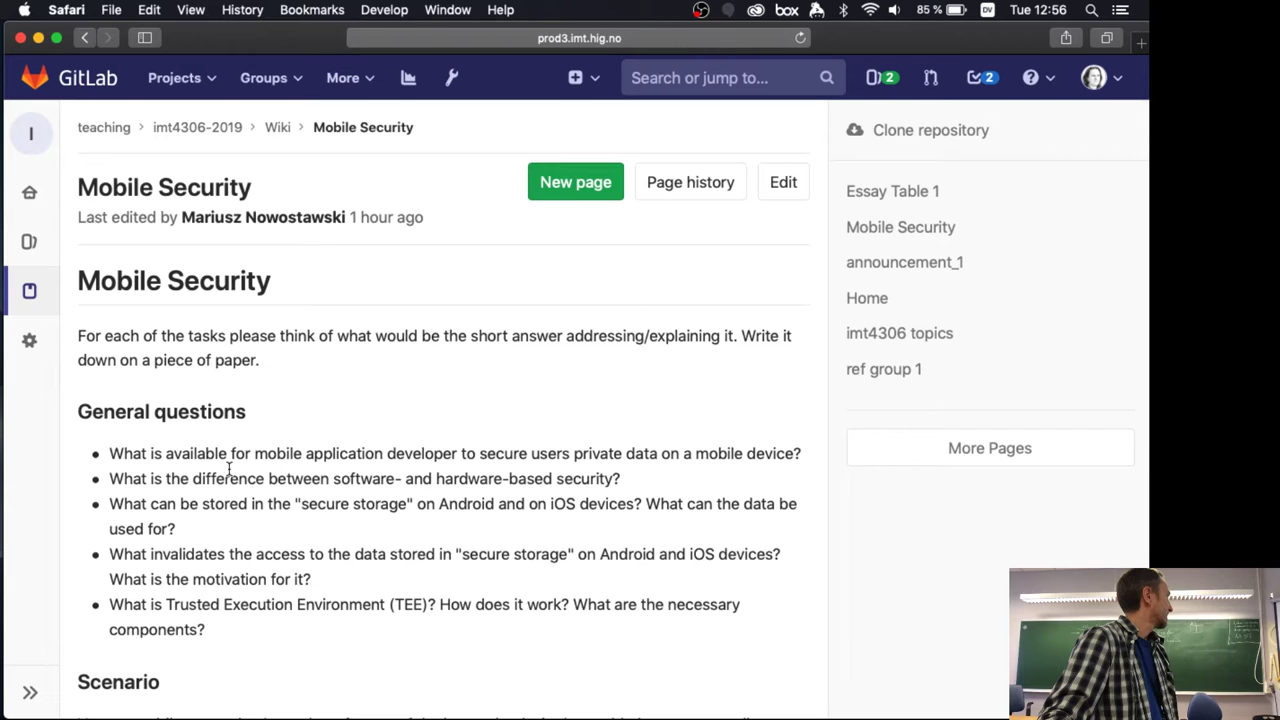 Safari File Edit View History Bookmarks Develop Window Help box 85 % DV Tue 12:56
prod3.imt.hig.no
GitLab Projects Groups More Search or jump to... 2 2
I
teaching > imt4306-2019 > Wiki > Mobile Security
Mobile Security
New page Page history Edit
Last edited by Mariusz Nowostawski 1 hour ago
Mobile Security
For each of the tasks please think of what would be the short answer addressing/explaining it. Write it
down on a piece of paper.
General questions
• What is available for mobile application developer to secure users private data on a mobile device?
• What is the difference between software- and hardware-based security?
• What can be stored in the "secure storage" on Android and on iOS devices? What can the data be
used for?
• What invalidates the access to the data stored in "secure storage" on Android and iOS devices?
What is the motivation for it?
• What is Trusted Execution Environment (TEE)? How does it work? What are the necessary
components?
Scenario
Clone repository
Essay Table 1
Mobile Security
announcement_1
Home
imt4306 topics
ref group 1
More Pages